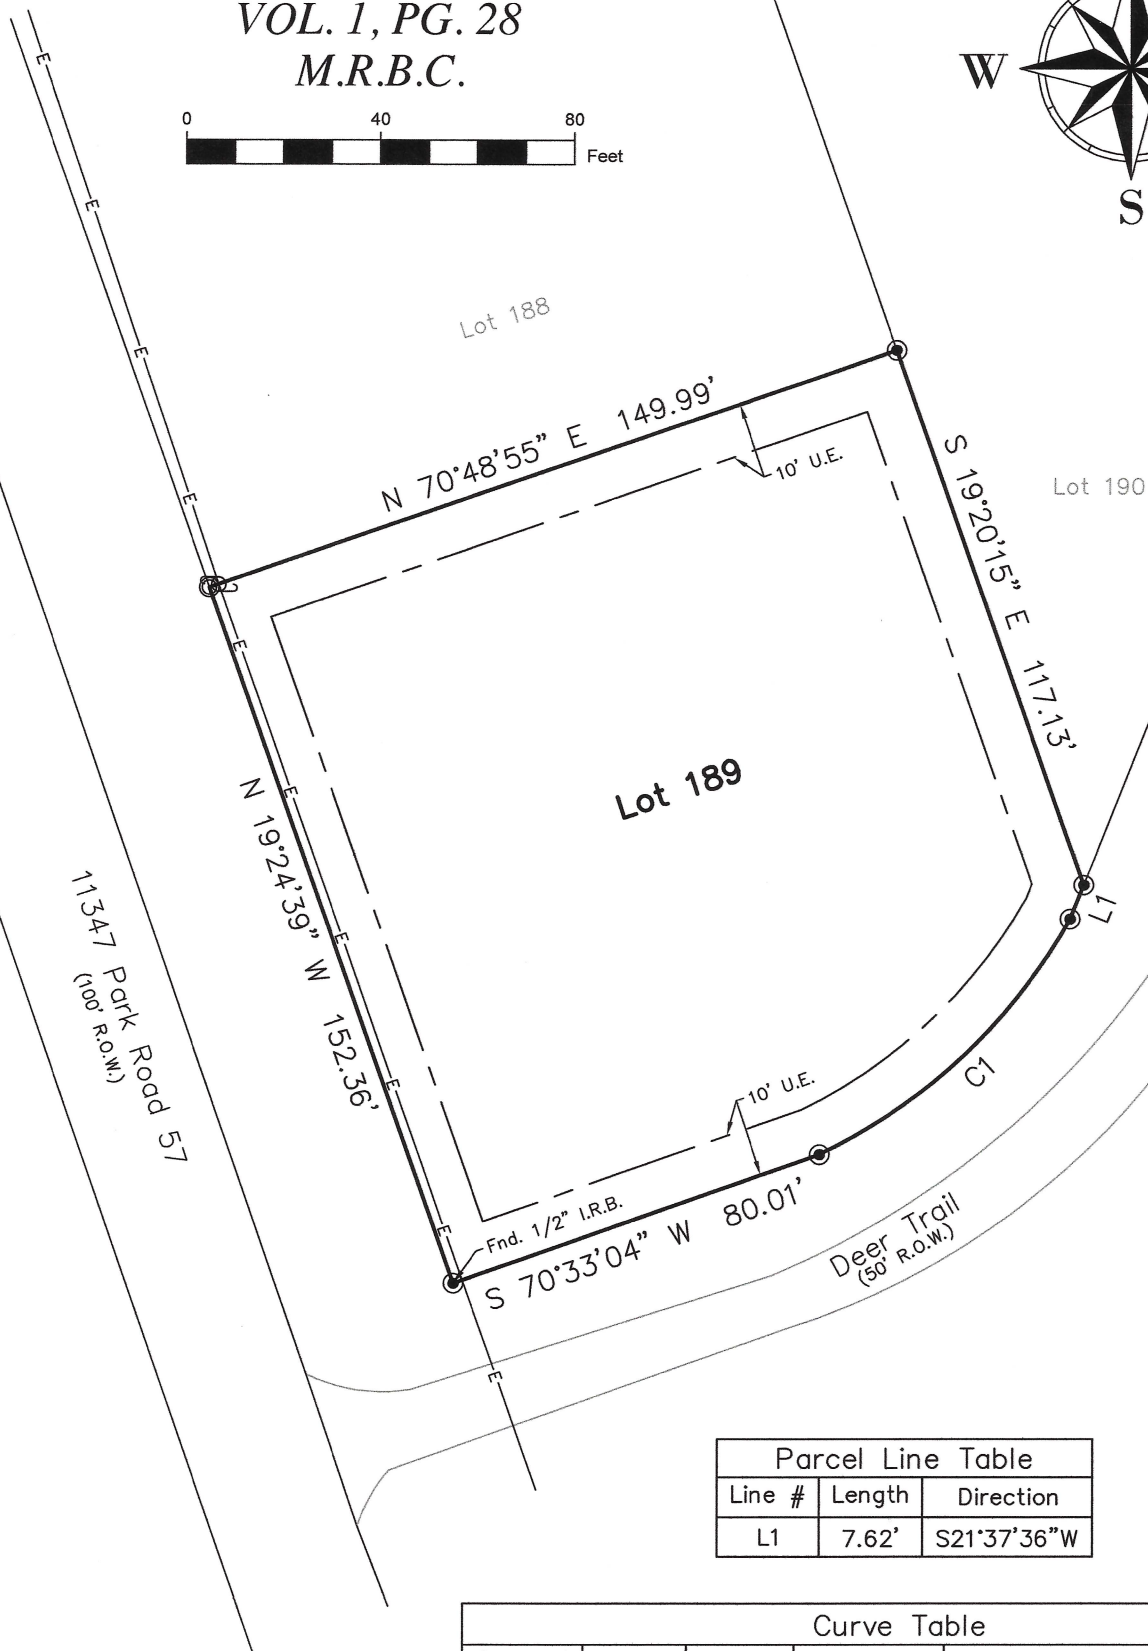 VOL. 1, PG. 28
M.R.B.C.
0 40 80
Feet
W
S
E
E
E
E
Lot 188
N 70°48'55" E 149.99'
10' U.E.
S 19°20'15" E 117.13'
Lot 190
E
E
E
E
E
E
N 19°24'39" W 152.36'
Lot 189
11347 Park Road 57
(100' R.O.W.)
L1
C1
10' U.E.
Fnd. 1/2" I.R.B.
S 70°33'04" W 80.01'
Deer Trail
(50' R.O.W.)
Parcel Line Table
Line # Length Direction
L1 7.62' S21°37'36"W
Curve Table